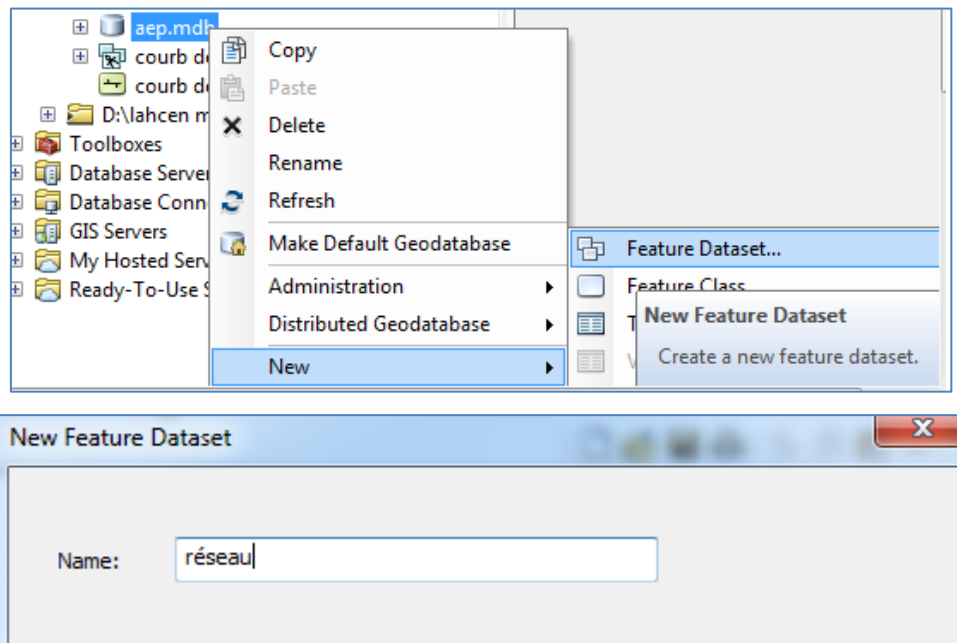 aep.mdb
courb de
courb de
D:\lahcen m
Toolboxes
Database Server
Database Conn
GIS Servers
My Hosted Serv
Ready-To-Use S
Copy
Paste
Delete
Rename
Refresh
Make Default Geodatabase
Administration
Distributed Geodatabase
New
Feature Dataset...
Feature Class
T
New Feature Dataset
Create a new feature dataset.
New Feature Dataset
Name:
réseau